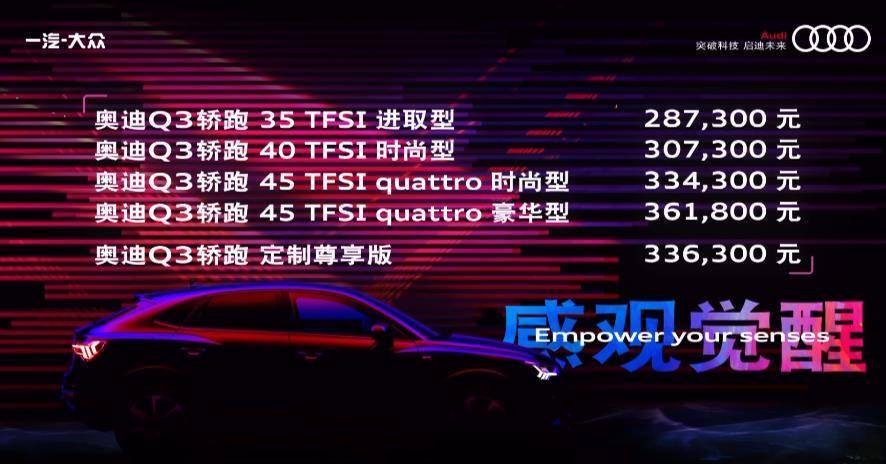 一汽-大众
Audi
突破科技 启迪未来
奥迪Q3轿跑 35 TFSI 进取型 287,300 元
奥迪Q3轿跑 40 TFSI 时尚型 307,300 元
奥迪Q3轿跑 45 TFSI quattro 时尚型 334,300 元
奥迪Q3轿跑 45 TFSI quattro 豪华型 361,800 元
奥迪Q3轿跑 定制尊享版 336,300 元
感观觉醒
Empower your senses